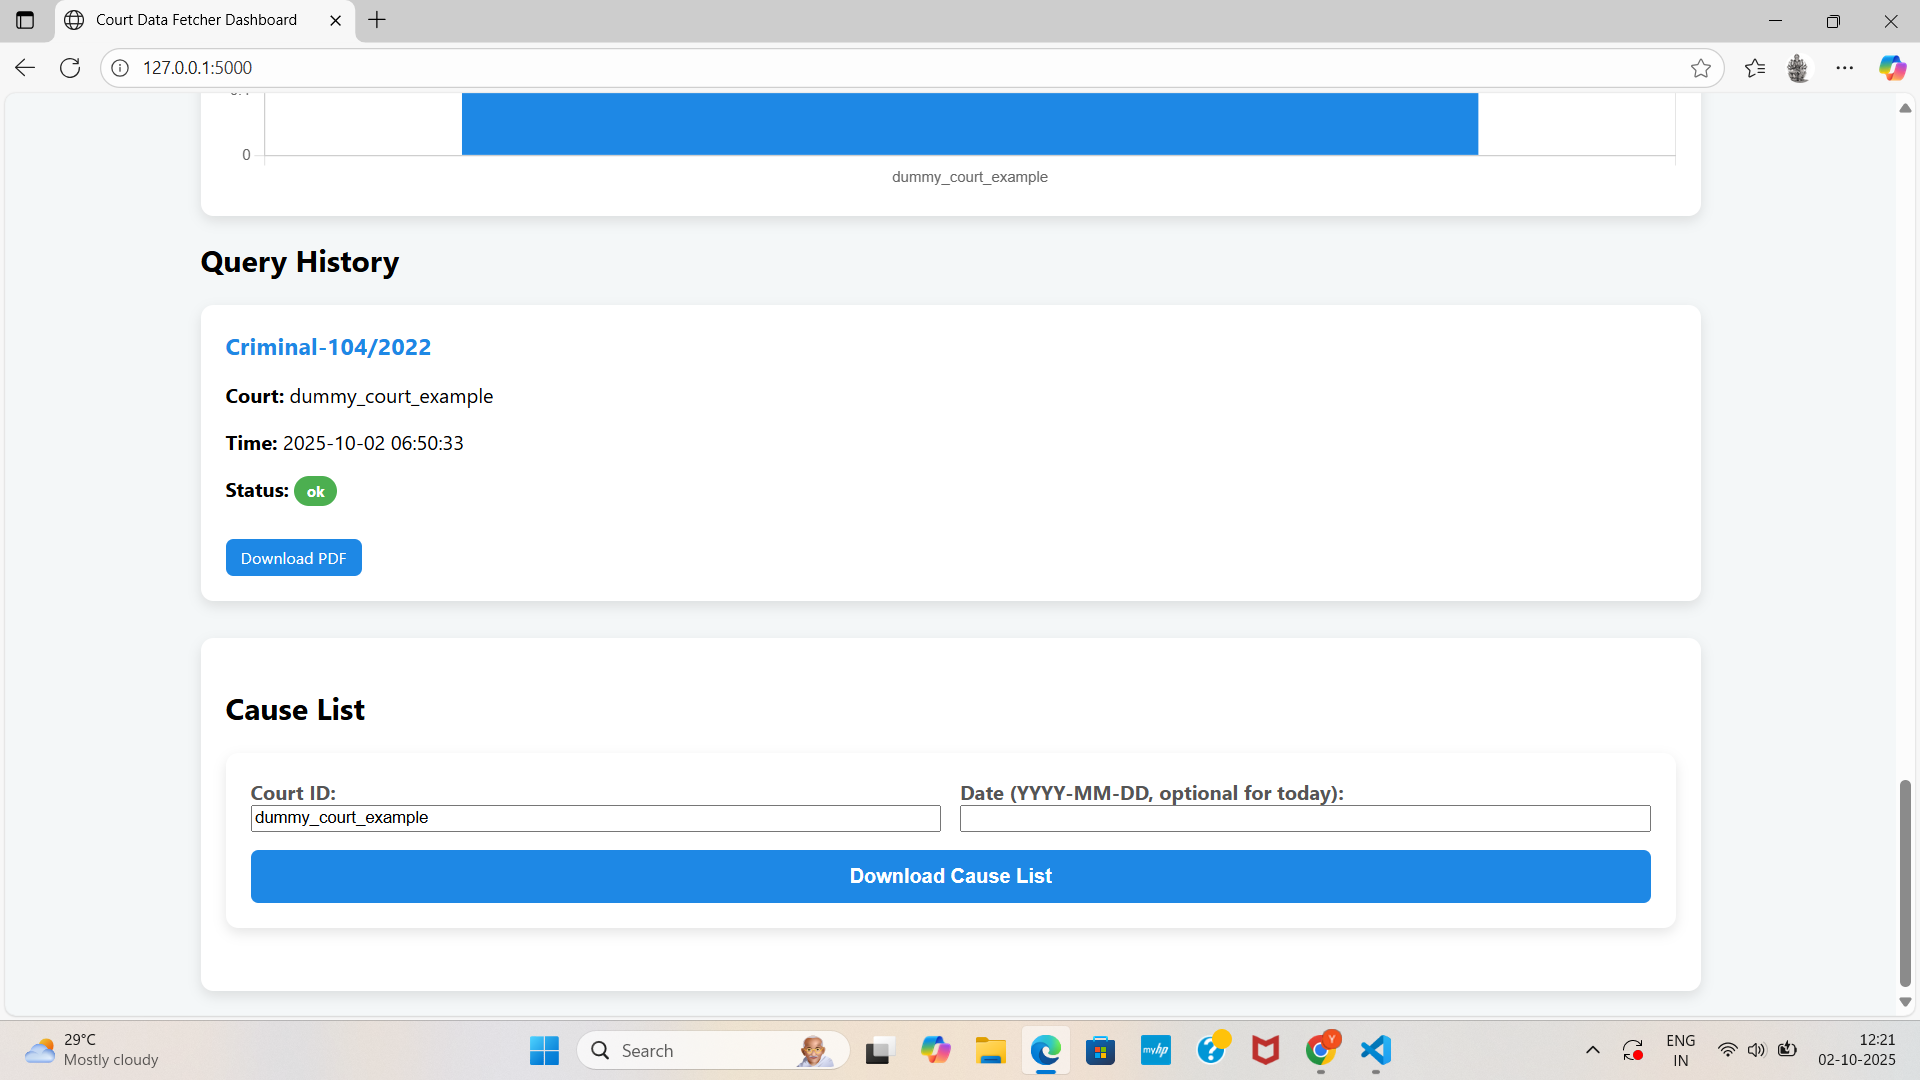 Court Data Fetcher Dashboard
127.0.0.1:5000
0
dummy_court_example
Query History
Criminal-104/2022
Court: dummy_court_example
Time: 2025-10-02 06:50:33
Status: ok
Download PDF
Cause List
Court ID:
dummy_court_example
Date (YYYY-MM-DD, optional for today):
Download Cause List
29°C
Mostly cloudy
Search
myhp
Y
ENG
IN
12:21
02-10-2025